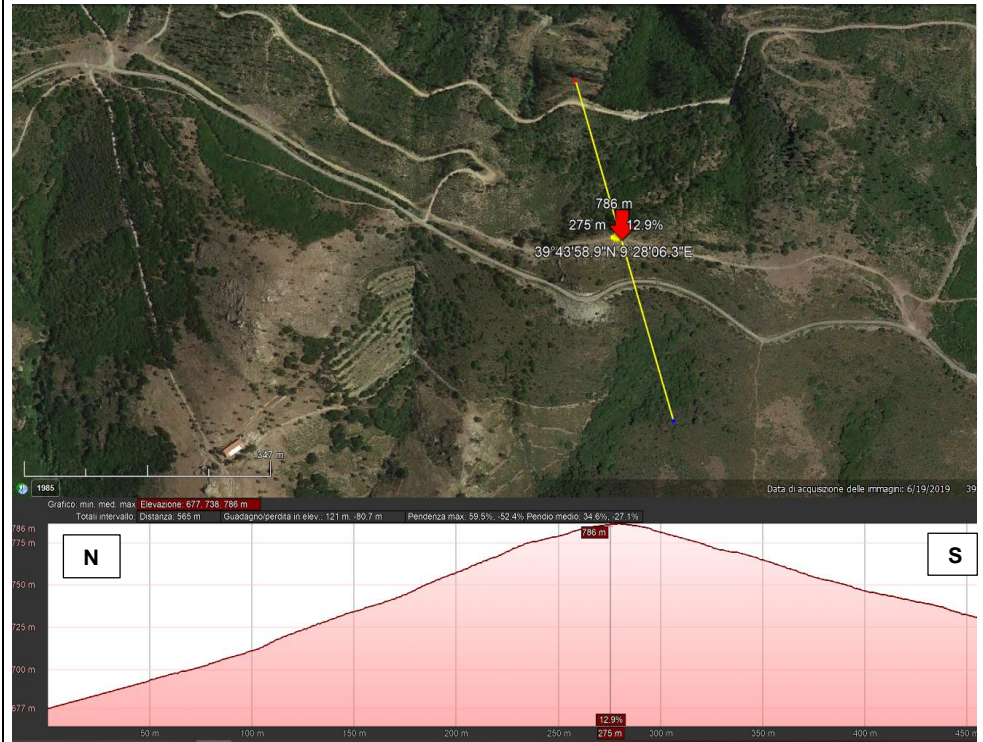 786 m
275 m 12.9%
39°43'58.9"N 9°28'06.3"E
347 m
1985
Data di acquisizione delle immagini: 6/19/2019 39
Grafico: min. med. max Elevazione: 677, 738, 786 m
Totali intervallo: Distanza: 565 m Guadagno/perdita in elev.: 121 m, -80.7 m Pendenza max: 59.5%, -52.4% Pendio medio: 34.6%, -27.1%
786 m
775 m
750 m
725 m
700 m
677 m
N
786 m
S
12.9%
50 m 100 m 150 m 200 m 250 m 275 m 300 m 350 m 400 m 450 m